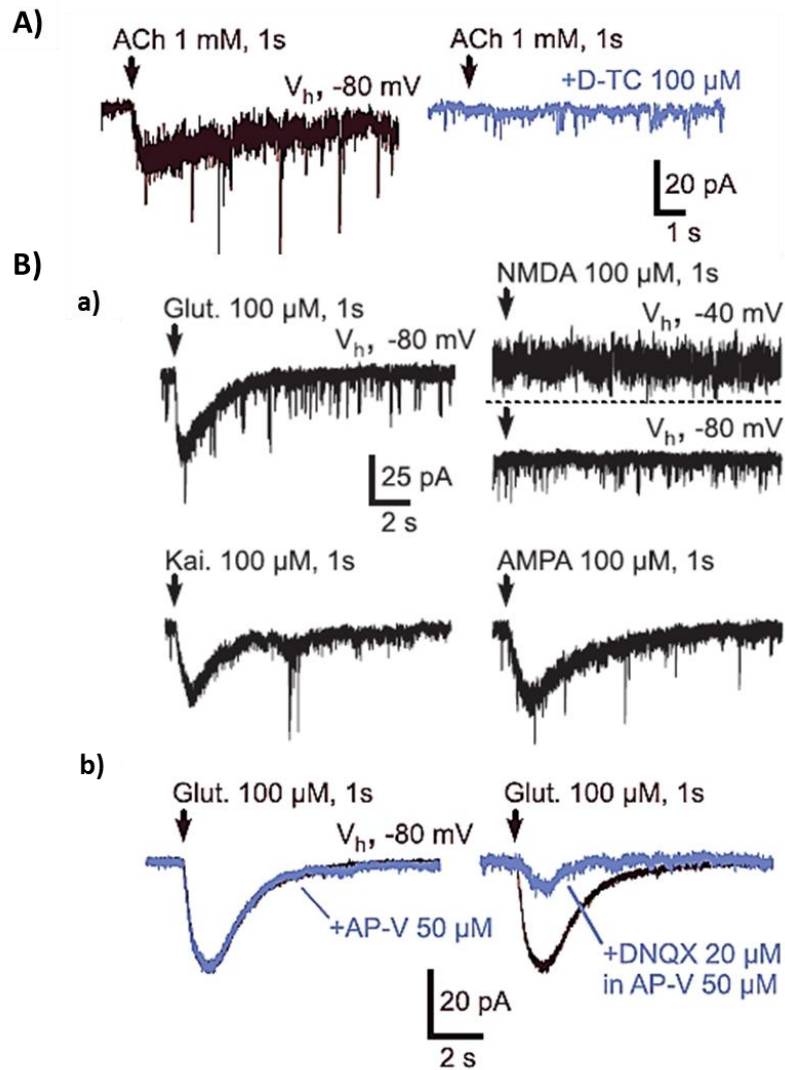 A)
ACh 1 mM, 1s
Vh, -80 mV
ACh 1 mM, 1s
+D-TC 100 µM
20 pA
1 s
B)
a)
Glut. 100 µM, 1s
Vh, -80 mV
25 pA
2 s
NMDA 100 µM, 1s
Vh, -40 mV
Vh, -80 mV
Kai. 100 µM, 1s
AMPA 100 µM, 1s
b)
Glut. 100 µM, 1s
Vh, -80 mV
+AP-V 50 µM
Glut. 100 µM, 1s
+DNQX 20 µM
in AP-V 50 µM
20 pA
2 s